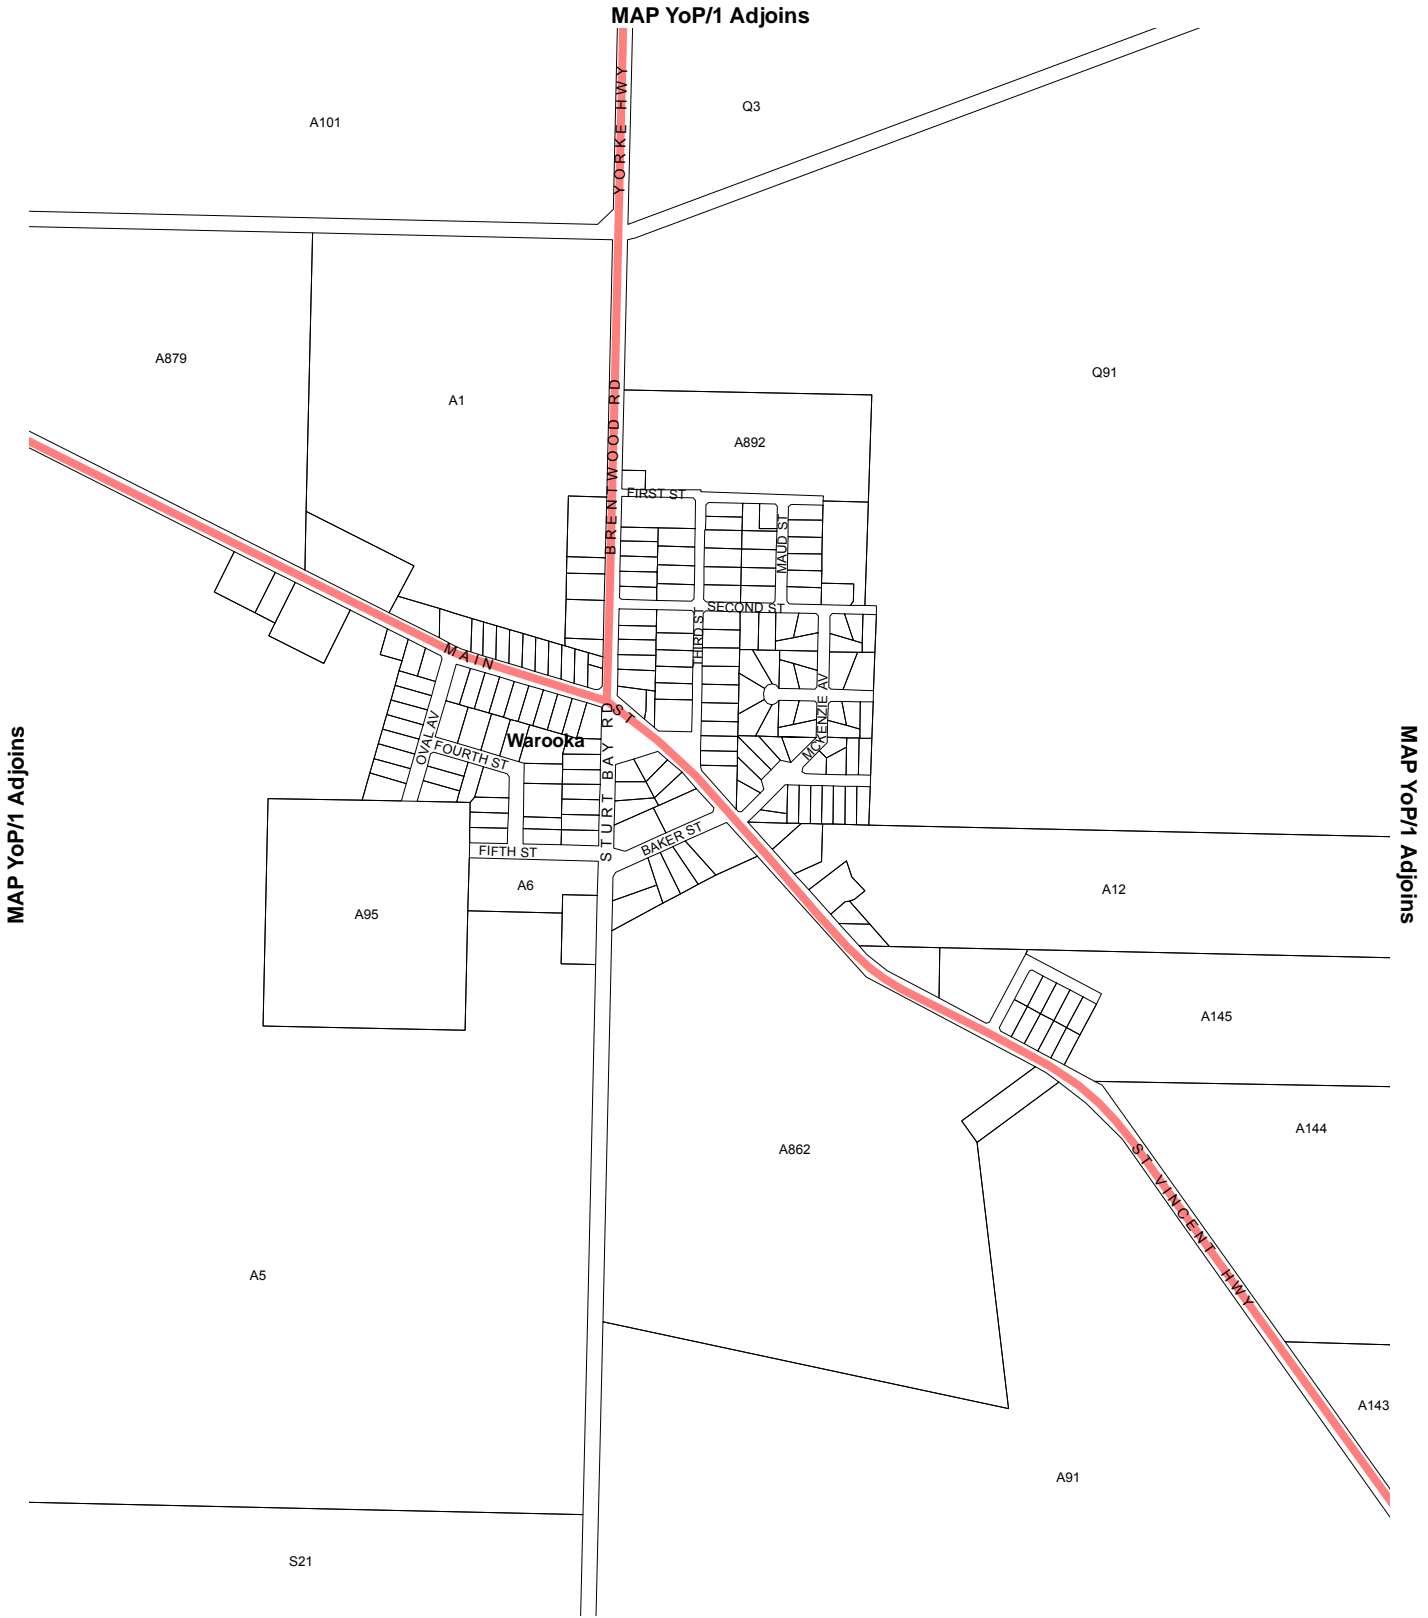 MAP YoP/1 Adjoins
YORKE HWY
Q3
A101
A879
A1
Q91
BRENTWOOD RD
A892
FIRST ST
MAUD ST
SECOND ST
THIRD ST
MAIN ST
MCKENZIE AV
OVAL AV
FOURTH ST
Warooka
STURT BAY RD
MAP YoP/1 Adjoins
MAP YoP/1 Adjoins
BAKER ST
FIFTH ST
A6
A12
A95
A145
A144
A862
ST VINCENT HWY
A5
A143
A91
S21